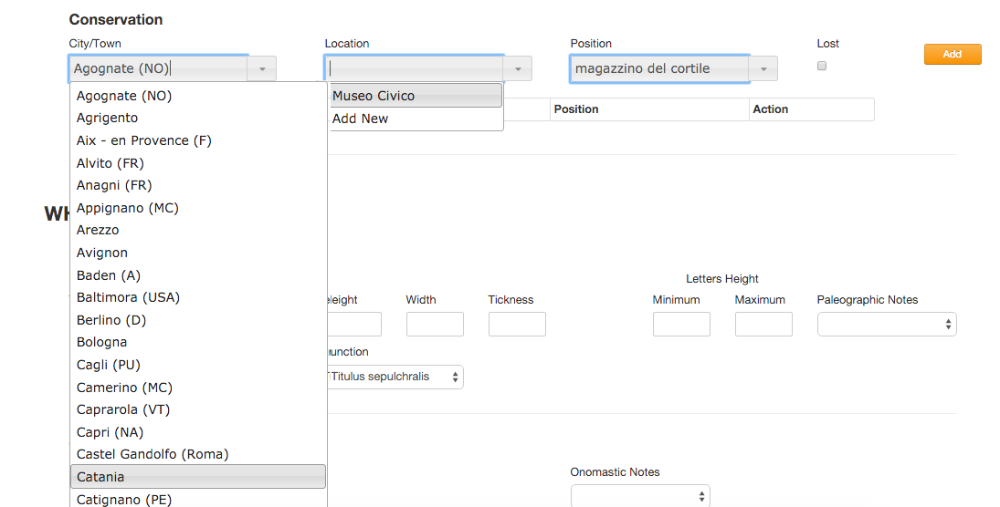 Conservation
City/Town Location Position Lost
Agognate (NO) magazzino del cortile Add
Agognate (NO) Museo Civico Position Action
Agrigento Add New
Aix - en Provence (F)
Alvito (FR)
Anagni (FR)
Appignano (MC)
Arezzo
Avignon
Baden (A) Letters Height
Baltimora (USA) Width Tickness Minimum Maximum Paleographic Notes
Berlino (D)
Bologna
Cagli (PU) Titulus sepulchralis
Camerino (MC)
Caprarola (VT)
Capri (NA)
Castel Gandolfo (Roma)
Catania Onomastic Notes
Catignano (PE)